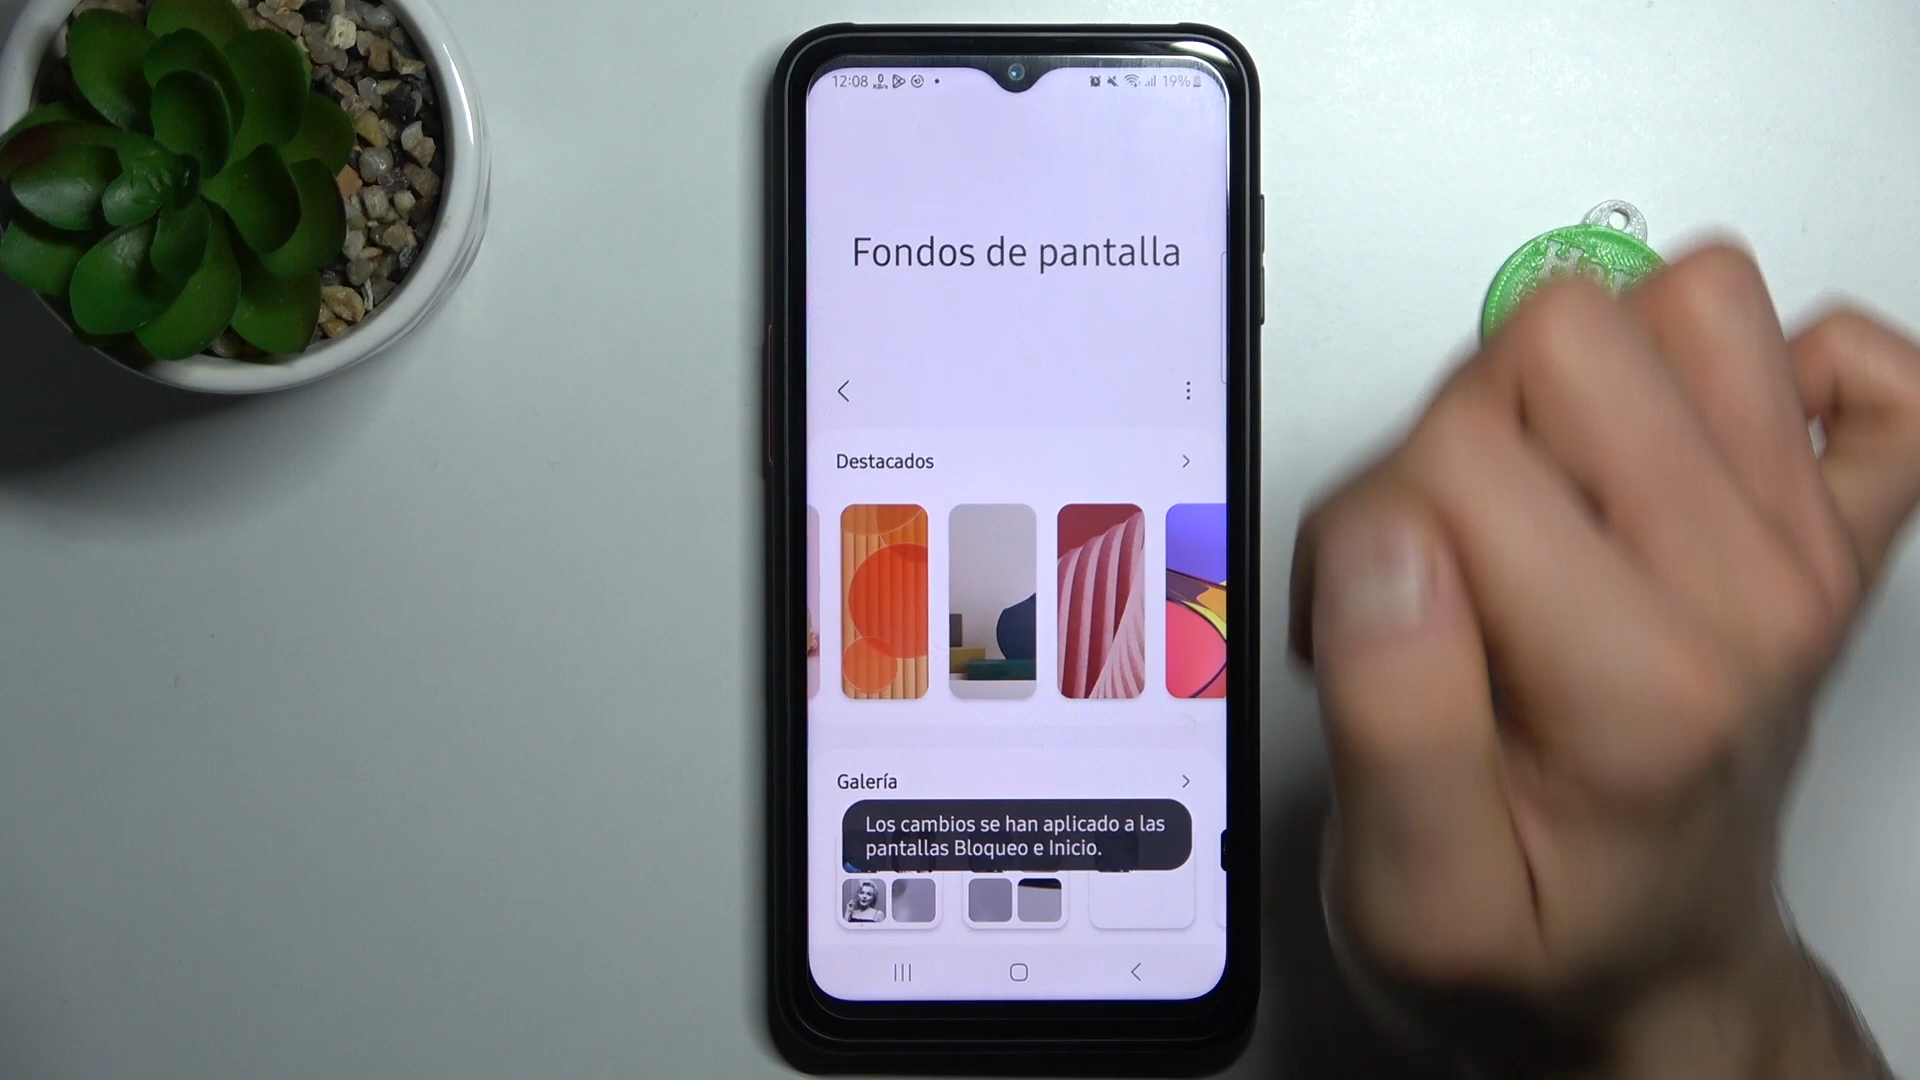 12:08
19%
Fondos de pantalla
Destacados
Galería
Los cambios se han aplicado a las
pantallas Bloqueo e Inicio.